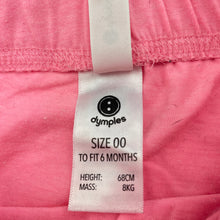 dymples
SIZE 00
TO FIT 6 MONTHS
HEIGHT: 68CM
MASS: 8KG